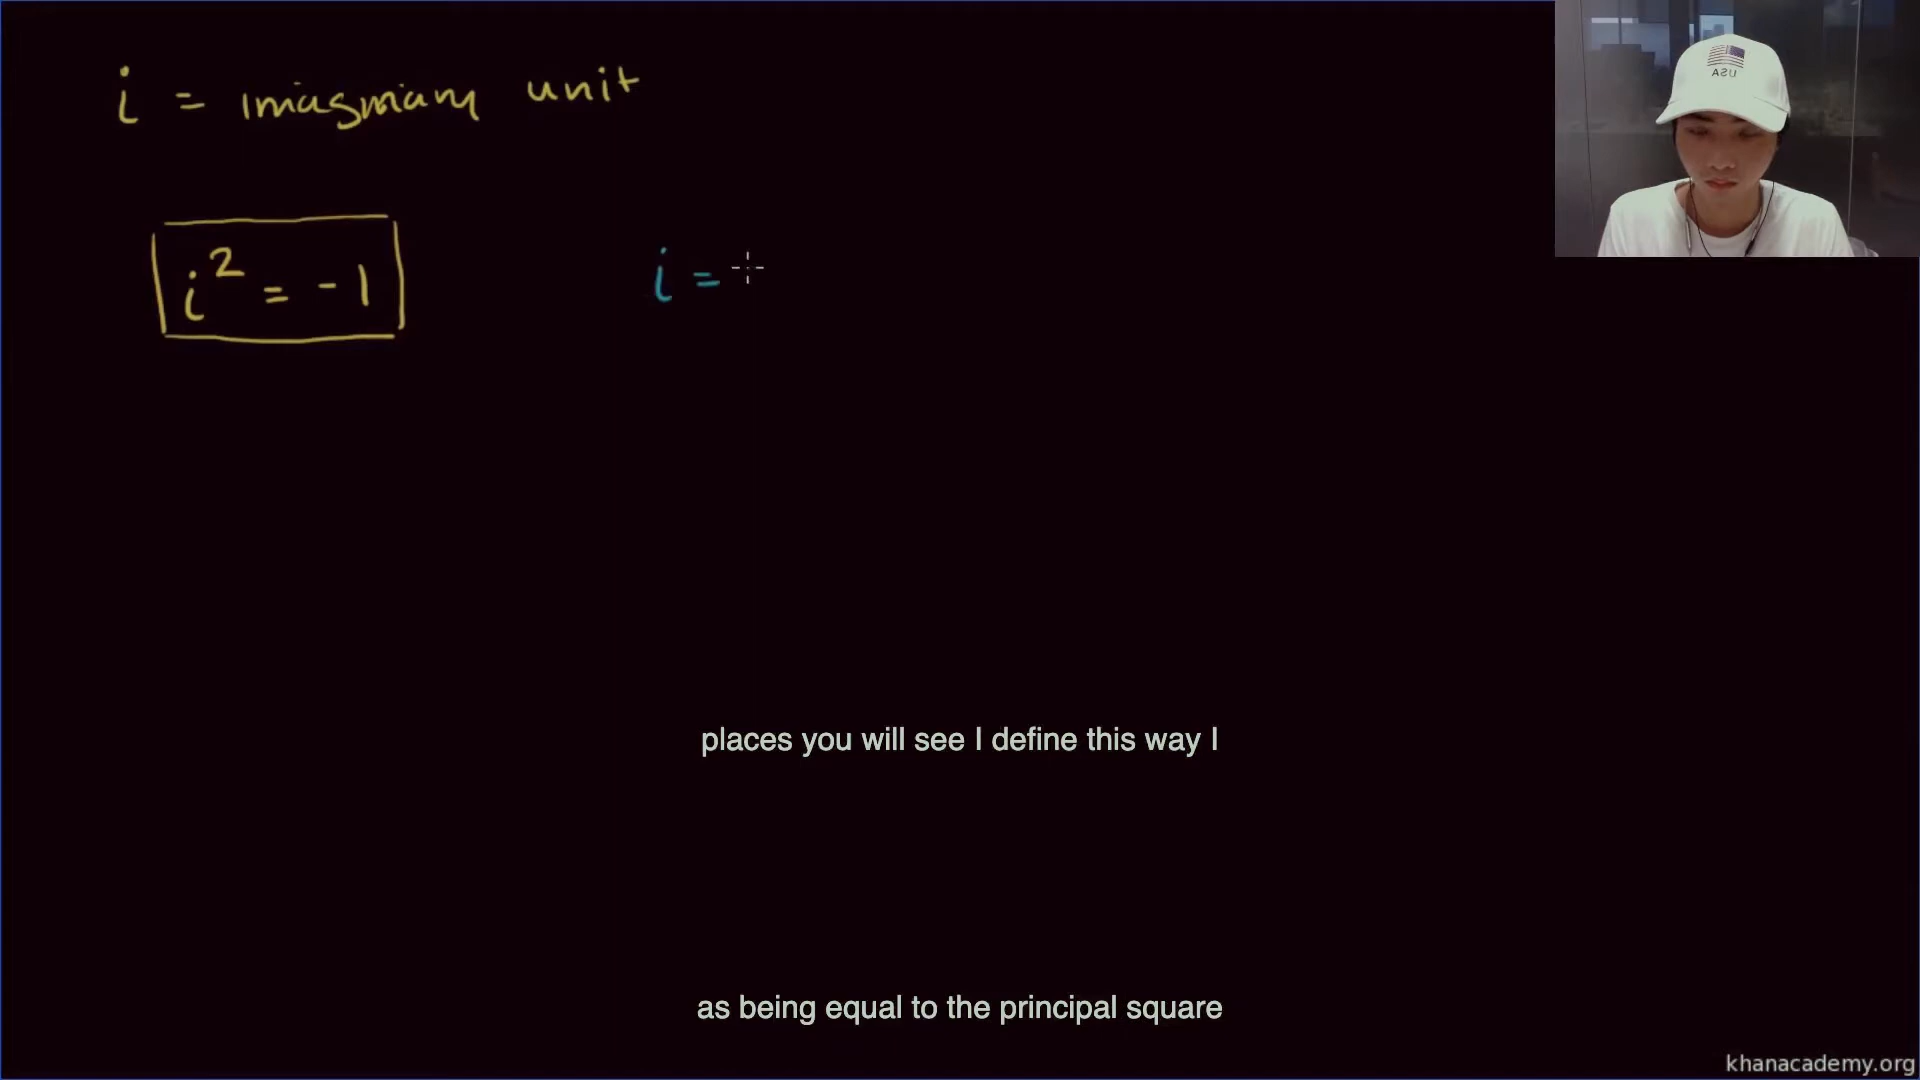 i = imaginary unit
USA
i² = -1
i =
places you will see I define this way I
as being equal to the principal square
khanacademy.org